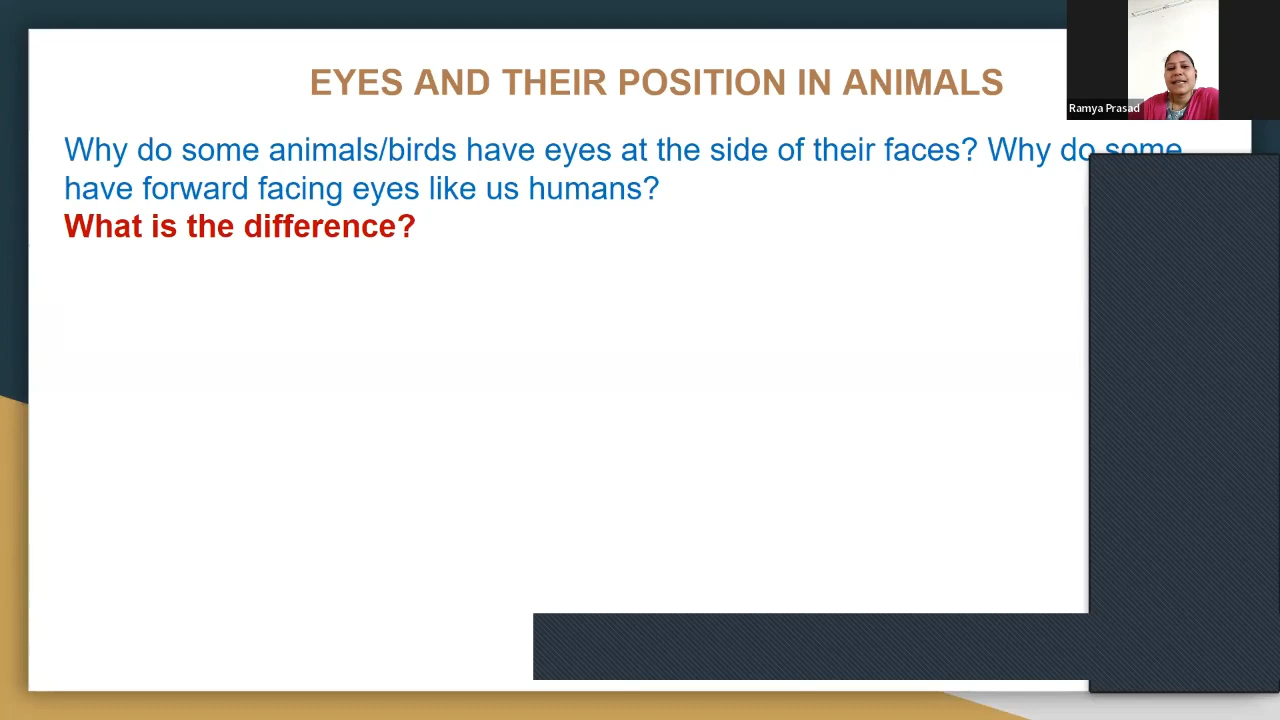 EYES AND THEIR POSITION IN ANIMALS
Ramya Prasad
Why do some animals/birds have eyes at the side of their faces? Why do some
have forward facing eyes like us humans?
What is the difference?